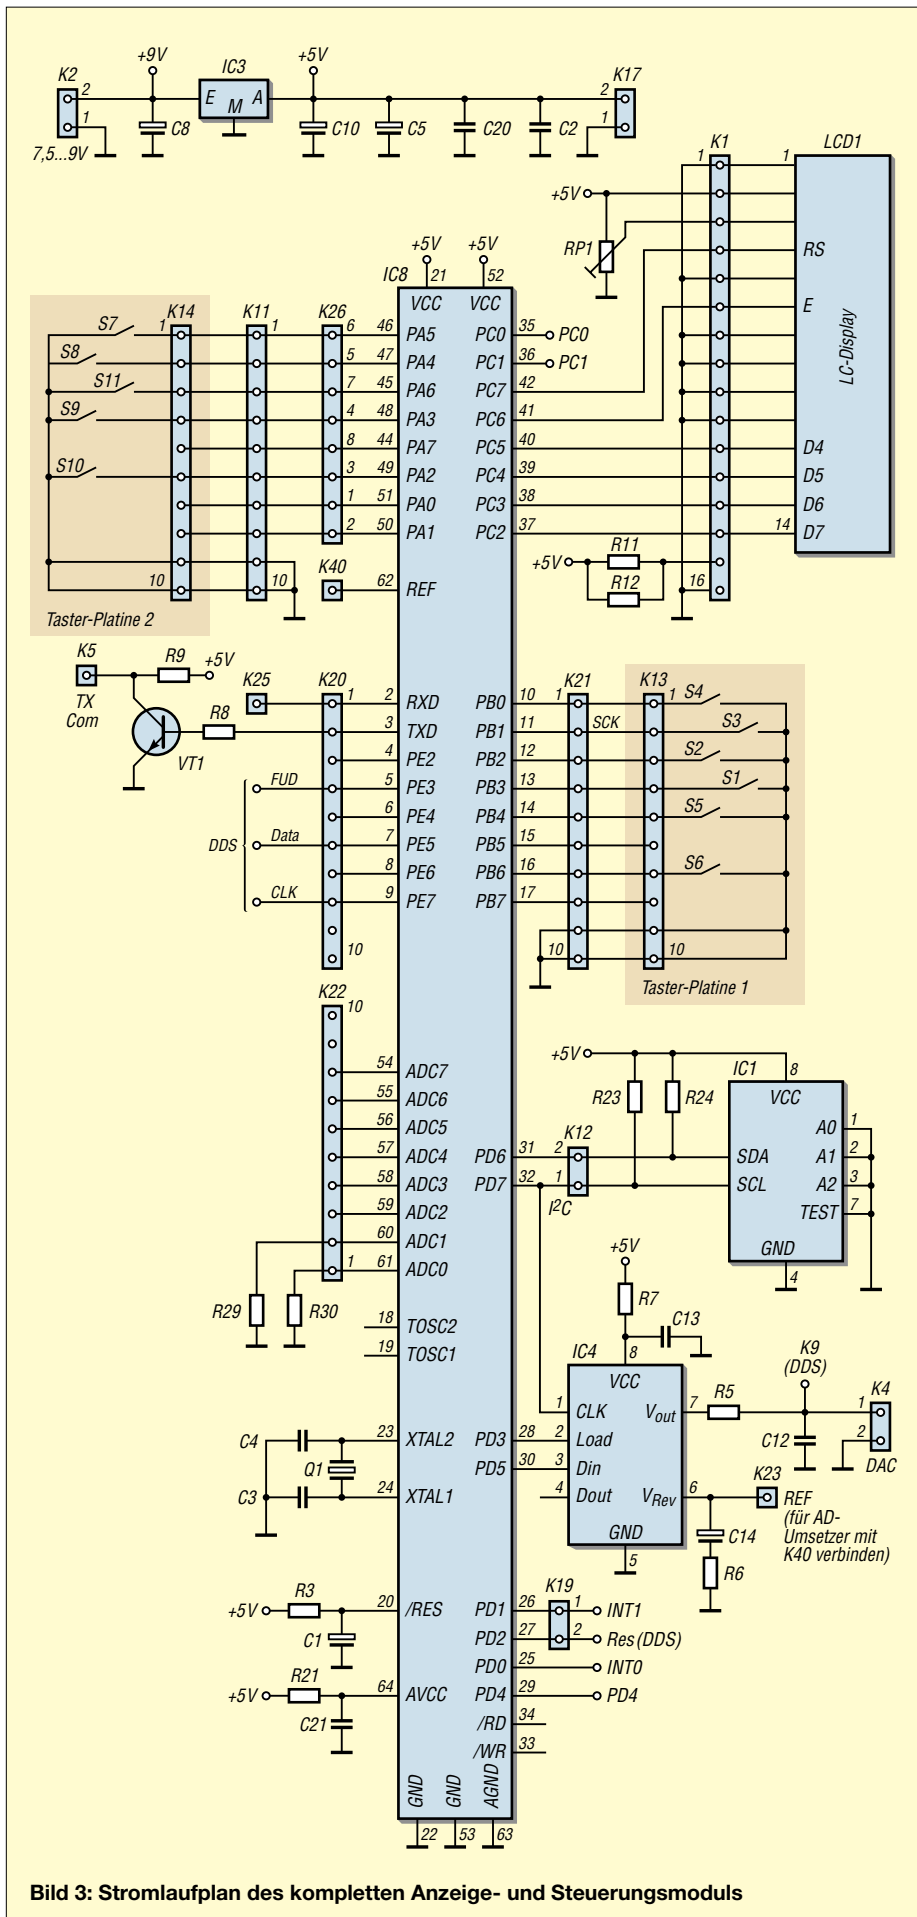 K2 +9V IC3 +5V K17
2 E M A 2
1 C8 C10 C5 C20 C2 1
7,5...9V
K1 LCD1
1 1
+5V
RP1 RS
E
LC-Display
D4
D5
D6
14 D7
+5V R11
R12 16
+5V +5V
IC8 21 52
VCC VCC
K14 K11 K26
S7 1 1 6 46 PA5 PC0 35 PC0
S8 5 47 PA4 PC1 36 PC1
S11 7 45 PA6 PC7 42
S9 4 48 PA3 PC6 41
8 44 PA7 PC5 40
S10 3 49 PA2 PC4 39
1 51 PA0 PC3 38
2 50 PA1 PC2 37
10 10 K40 62 REF
Taster-Platine 2
K5 R9 +5V K25 K20 K21 K13
TX Com
1 2 RXD PB0 10 1 1 S4
R8 3 TXD PB1 11 SCK S3
VT1 4 PE2 PB2 12 S2
FUD 5 PE3 PB3 13 S1
6 PE4 PB4 14 S5
DDS Data 7 PE5 PB5 15
8 PE6 PB6 16 S6
CLK 9 PE7 PB7 17
10 10 10
Taster-Platine 1
K22
10
54 ADC7
55 ADC6
56 ADC5
57 ADC4
58 ADC3
59 ADC2
60 ADC1
1 61 ADC0
R29 R30
18 TOSC2
19 TOSC1
+5V IC1 8
R23 R24 VCC
K12 A0 1
PD6 31 2 SDA A1 2
PD7 32 1 SCL A2 3
I²C TEST 7
GND
4
+5V
R7 C13
IC4 8 K9
VCC (DDS) K4
1 CLK Vout 7 R5 1
C4 23 XTAL2 PD3 28 2 Load C12 2
Q1 PD5 30 3 Din DAC
C3 24 XTAL1 4 Dout VRev 6 K23
REF
(für AD-
Umsetzer mit
K40 verbinden)
GND C14
5 R6
K19
+5V R3 20 /RES PD1 26 1 INT1
C1 PD2 27 2 Res(DDS)
R21 PD0 25 INT0
+5V 64 AVCC PD4 29 PD4
C21 /RD 34
/WR 33
GND GND AGND
22 53 63
Bild 3: Stromlaufplan des kompletten Anzeige- und Steuerungsmoduls